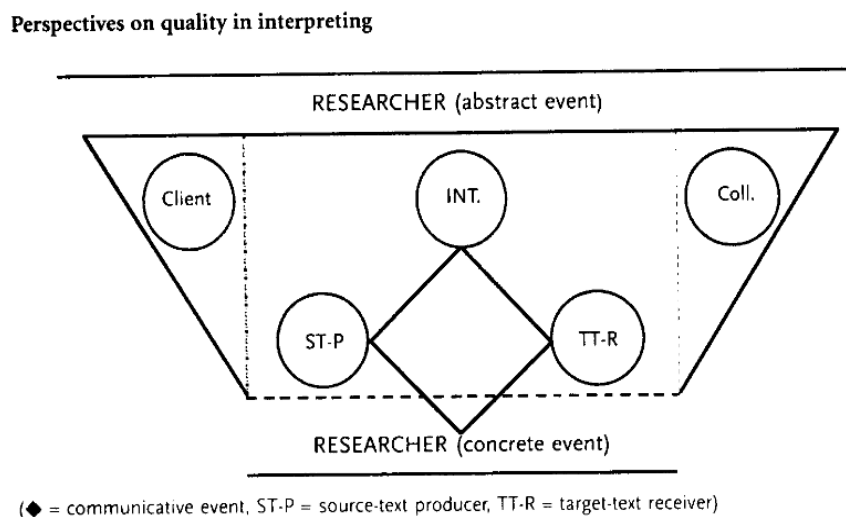 Perspectives on quality in interpreting
RESEARCHER (abstract event)
Client
INT.
Coll.
ST-P
TT-R
RESEARCHER (concrete event)
(◆ = communicative event, ST-P = source-text producer, TT-R = target-text receiver)